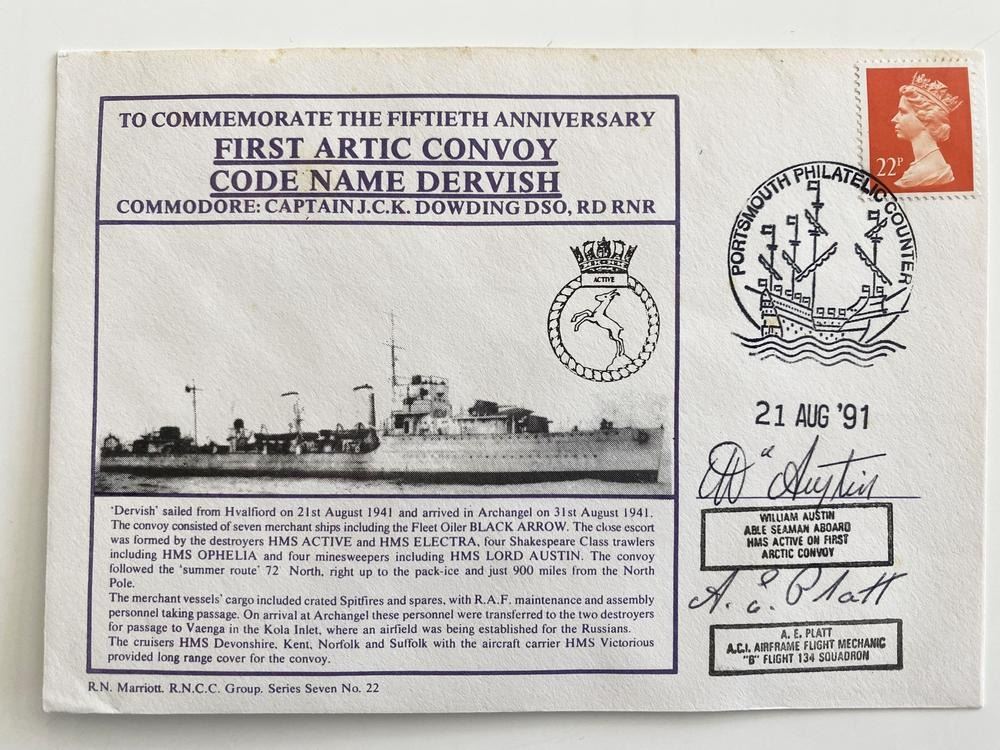 TO COMMEMORATE THE FIFTIETH ANNIVERSARY
FIRST ARTIC CONVOY
CODE NAME DERVISH
COMMODORE: CAPTAIN J.C.K. DOWDING DSO, RD RNR
ACTIVE
'Dervish' sailed from Hvalfiord on 21st August 1941 and arrived in Archangel on 31st August 1941.
The convoy consisted of seven merchant ships including the Fleet Oiler BLACK ARROW. The close escort
was formed by the destroyers HMS ACTIVE and HMS ELECTRA, four Shakespeare Class trawlers
including HMS OPHELIA and four minesweepers including HMS LORD AUSTIN. The convoy
followed the 'summer route' 72 North, right up to the pack-ice and just 900 miles from the North
Pole.
The merchant vessels' cargo included crated Spitfires and spares, with R.A.F. maintenance and assembly
personnel taking passage. On arrival at Archangel these personnel were transferred to the two destroyers
for passage to Vaenga in the Kola Inlet, where an airfield was being established for the Russians.
The cruisers HMS Devonshire, Kent, Norfolk and Suffolk with the aircraft carrier HMS Victorious
provided long range cover for the convoy.
R.N. Marriott. R.N.C.C. Group. Series Seven No. 22
22P
PORTSMOUTH PHILATELIC COUNTER
21 AUG '91
Wm Austin
WILLIAM AUSTIN
ABLE SEAMAN ABOARD
HMS ACTIVE ON FIRST
ARCTIC CONVOY
A. E. Platt
A. E. PLATT
A.C.I. AIRFRAME FLIGHT MECHANIC
"B" FLIGHT 134 SQUADRON